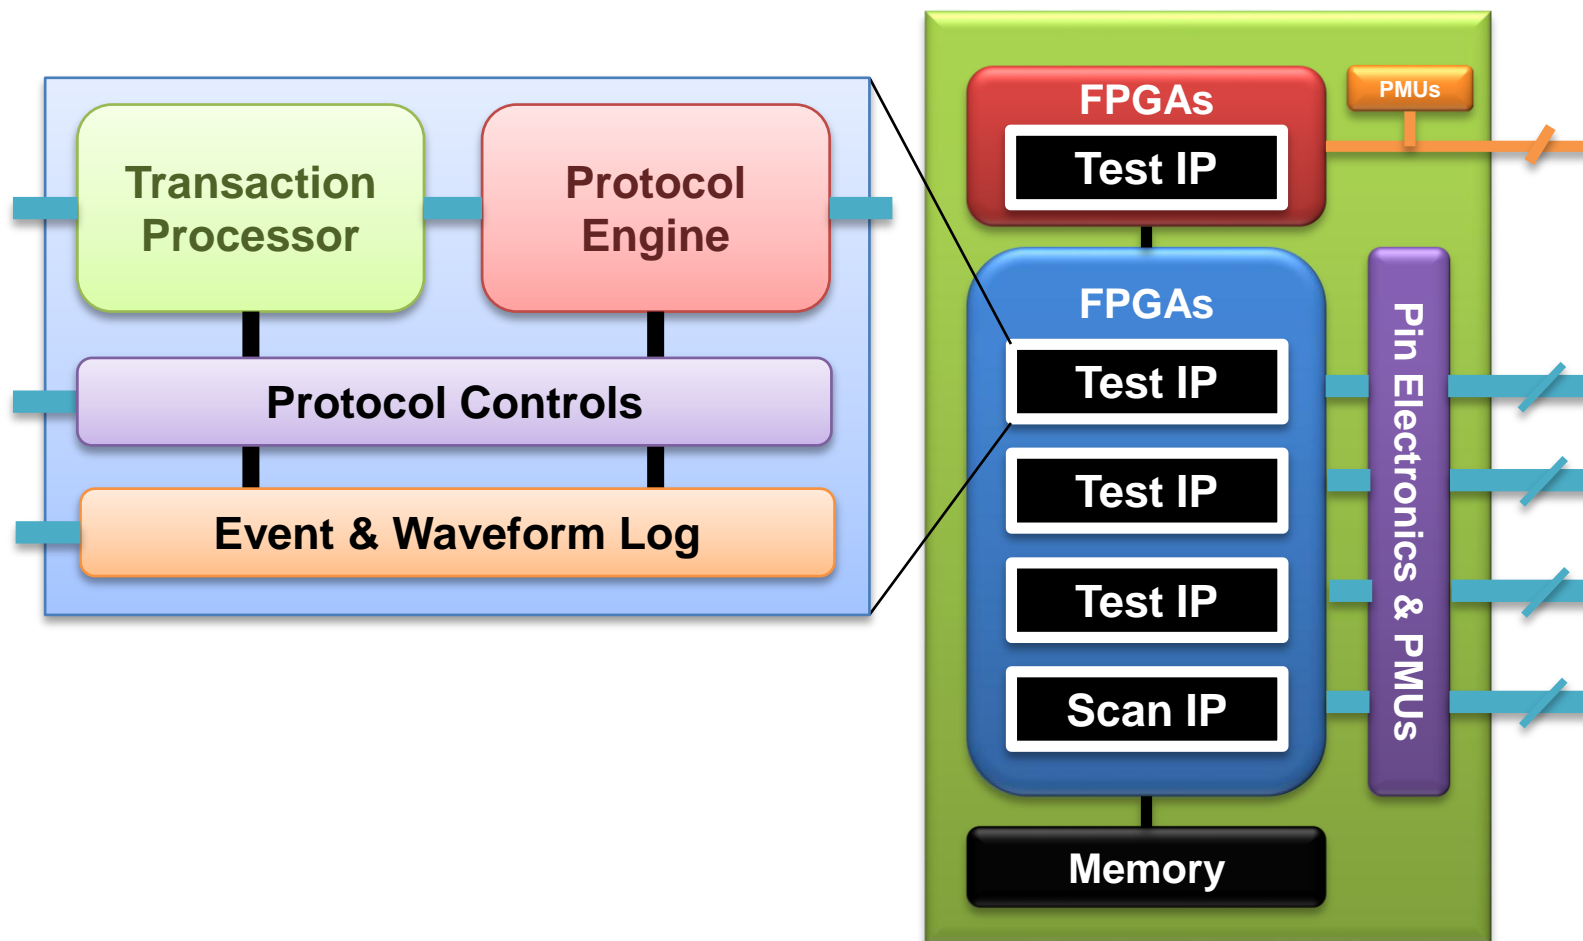 Transaction
Processor
Protocol
Engine
Protocol Controls
Event & Waveform Log
FPGAs
Test IP
PMUs
FPGAs
Test IP
Test IP
Test IP
Scan IP
Pin Electronics & PMUs
Memory